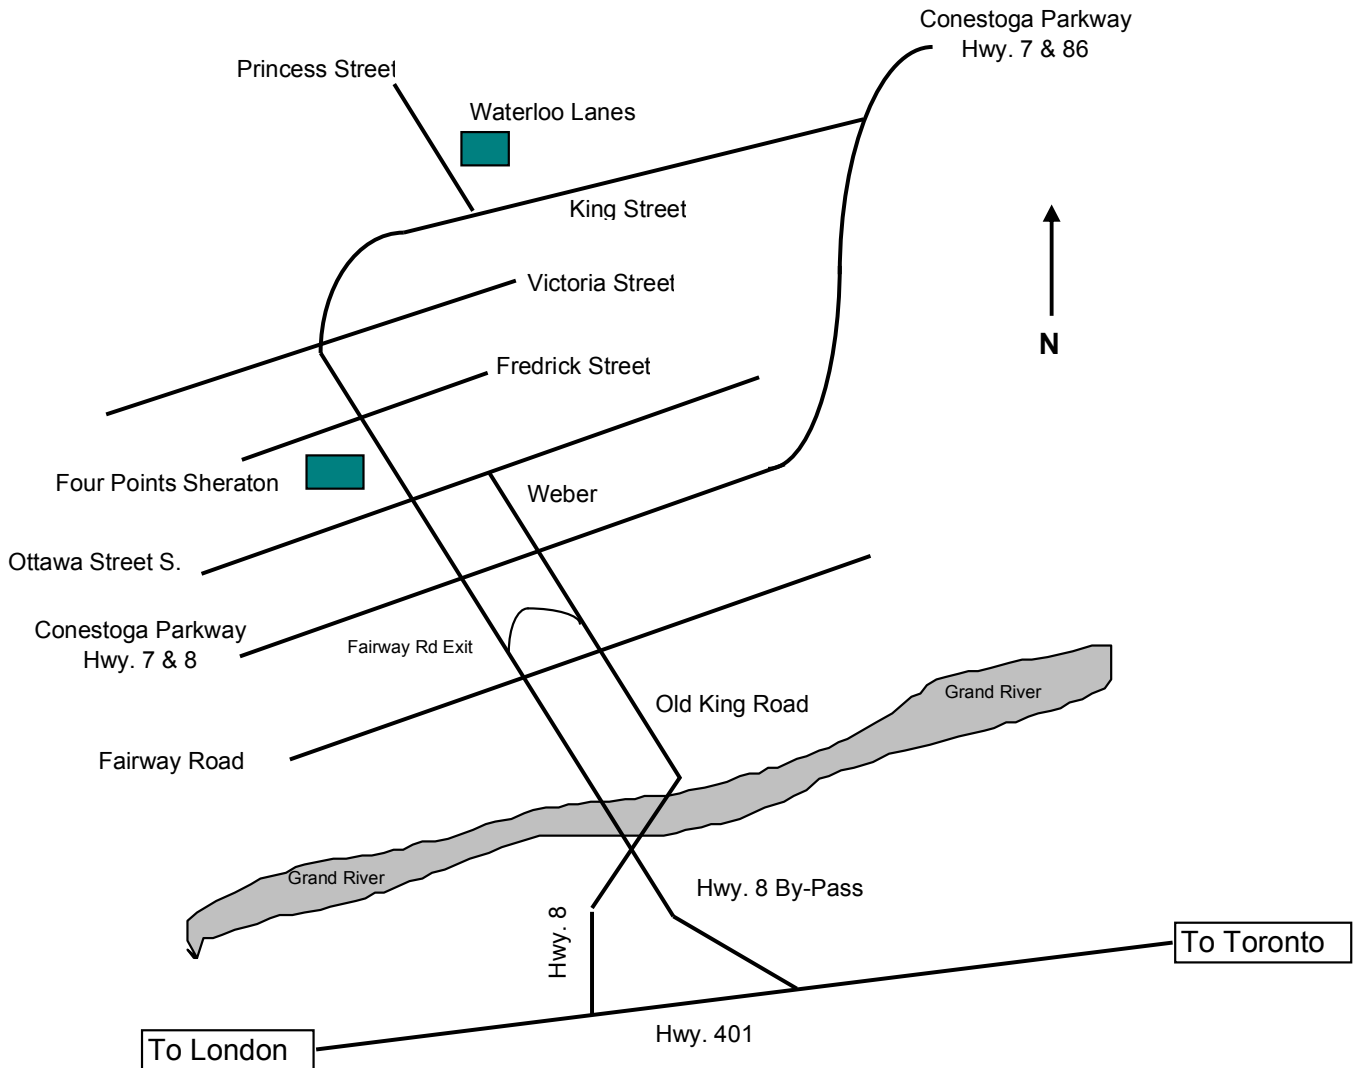 Conestoga Parkway
Hwy. 7 & 86
Princess Street
Waterloo Lanes
King Street
Victoria Street
N
Fredrick Street
Four Points Sheraton
Weber
Ottawa Street S.
Conestoga Parkway
Hwy. 7 & 8
Fairway Rd Exit
Grand River
Old King Road
Fairway Road
Grand River
Hwy. 8 By-Pass
Hwy. 8
To Toronto
Hwy. 401
To London